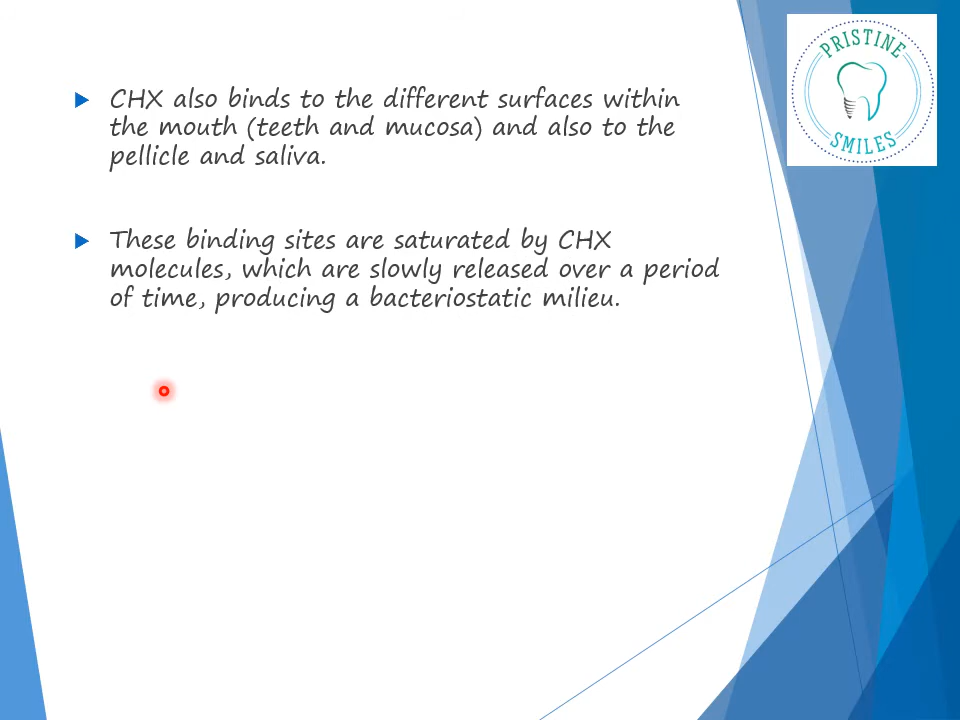 CHX also binds to the different surfaces within
the mouth (teeth and mucosa) and also to the
pellicle and saliva.
These binding sites are saturated by CHX
molecules, which are slowly released over a period
of time, producing a bacteriostatic milieu.
PRISTINE
SMILES